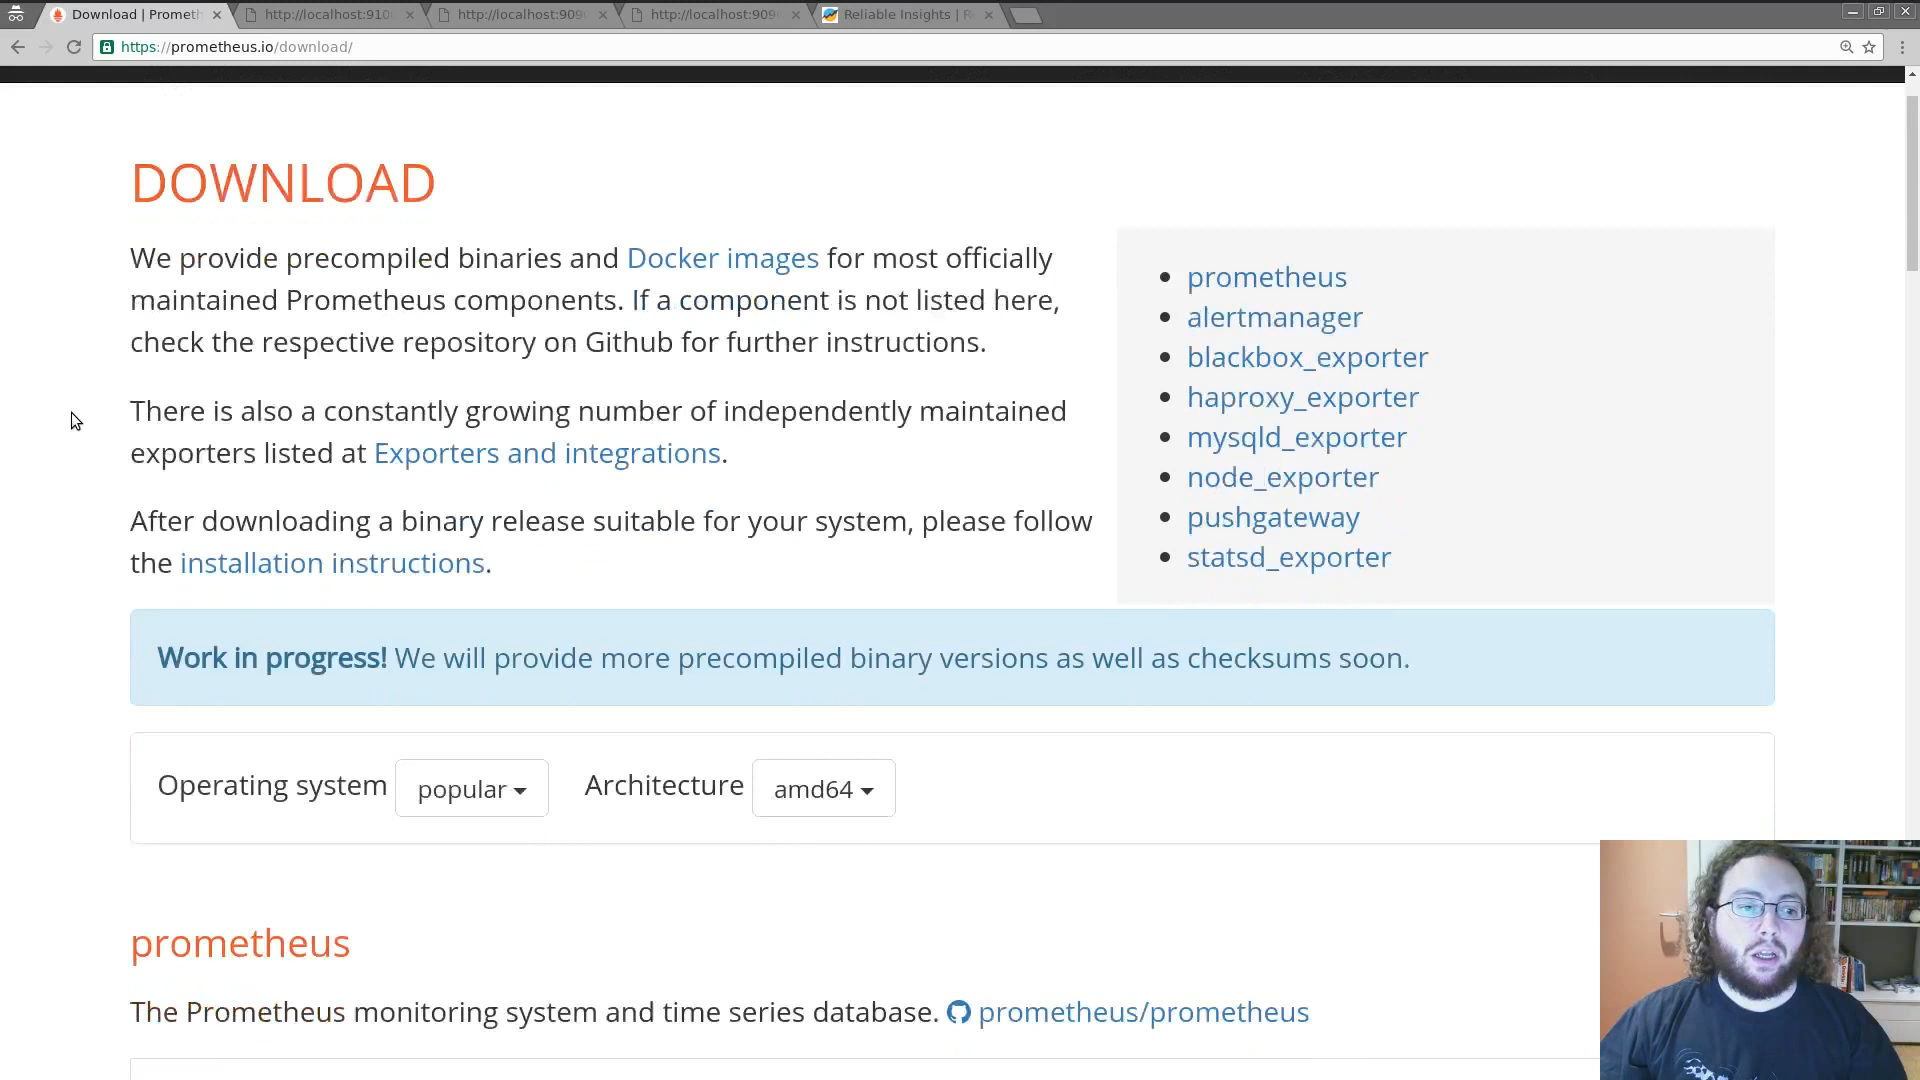 Download | Prometh
http://localhost:910
http://localhost:909
http://localhost:909
Reliable Insights | R
https://prometheus.io/download/
DOWNLOAD
We provide precompiled binaries and Docker images for most officially
maintained Prometheus components. If a component is not listed here,
check the respective repository on Github for further instructions.
There is also a constantly growing number of independently maintained
exporters listed at Exporters and integrations.
After downloading a binary release suitable for your system, please follow
the installation instructions.
prometheus
alertmanager
blackbox_exporter
haproxy_exporter
mysqld_exporter
node_exporter
pushgateway
statsd_exporter
Work in progress! We will provide more precompiled binary versions as well as checksums soon.
Operating system popular Architecture amd64
prometheus
The Prometheus monitoring system and time series database. prometheus/prometheus